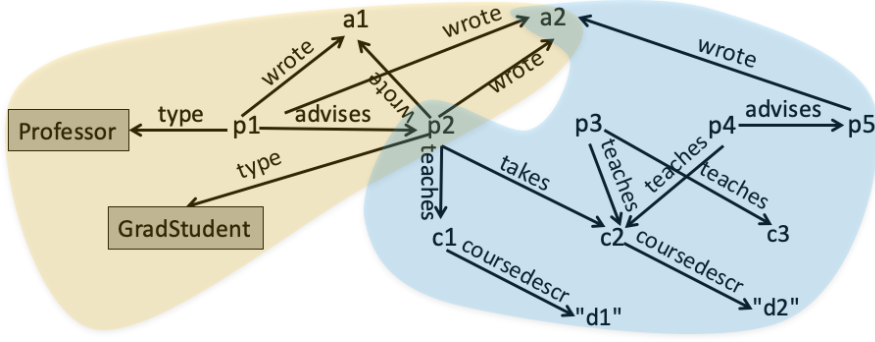 a1
a2
wrote
wrote
wrote
wrote
wrote
Professor
type
p1
advises
p2
p3
p4
advises
p5
type
teaches
takes
teaches
teaches
teaches
GradStudent
c1
c2
c3
coursedescr
coursedescr
"d1"
"d2"